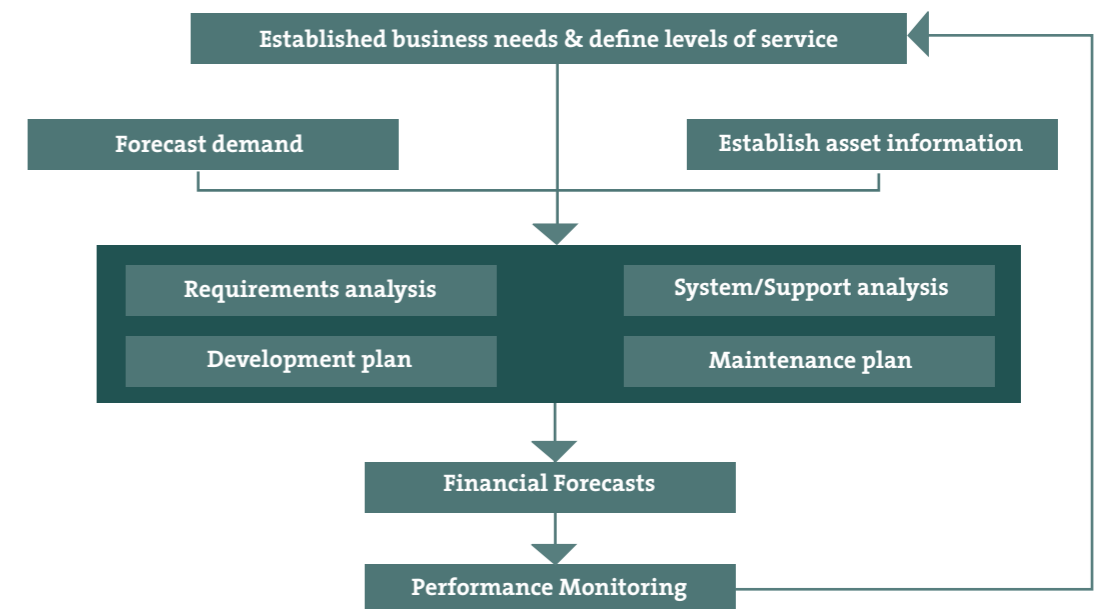 Established business needs & define levels of service
Forecast demand
Establish asset information
Requirements analysis
System/Support analysis
Development plan
Maintenance plan
Financial Forecasts
Performance Monitoring